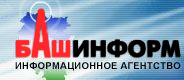 БАШИНФОРМ
ИНФОРМАЦИОННОЕ АГЕНТСТВО